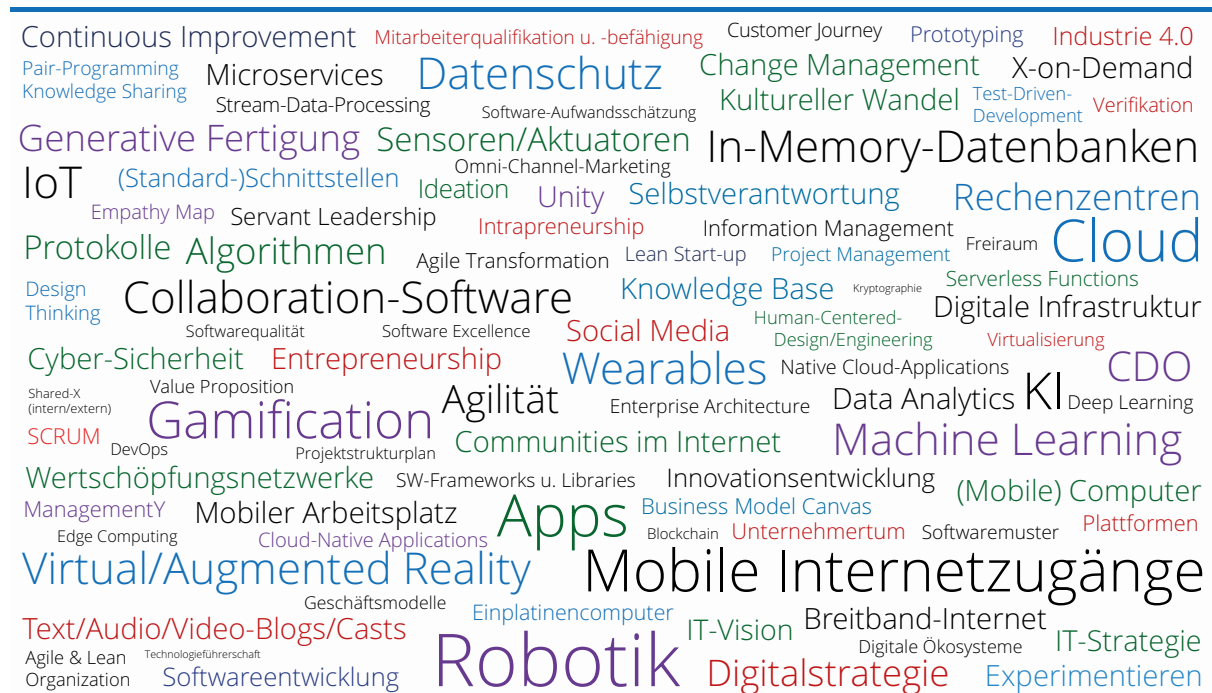 Continuous Improvement
Mitarbeiterqualifikation u. -befähigung
Customer Journey
Prototyping
Industrie 4.0
Pair-Programming
Knowledge Sharing
Microservices
Datenschutz
Change Management
X-on-Demand
Stream-Data-Processing
Software-Aufwandsschätzung
Kultureller Wandel
Test-Driven-
Development
Verifikation
Generative Fertigung
Sensoren/Aktuatoren
In-Memory-Datenbanken
Omni-Channel-Marketing
IoT
(Standard-)Schnittstellen
Ideation
Unity
Selbstverantwortung
Rechenzentren
Empathy Map
Servant Leadership
Intrapreneurship
Information Management
Cloud
Protokolle
Algorithmen
Agile Transformation
Lean Start-up
Project Management
Freiraum
Design
Thinking
Collaboration-Software
Knowledge Base
Kryptographie
Serverless Functions
Digitale Infrastruktur
Softwarequalität
Software Excellence
Social Media
Human-Centered-
Design/Engineering
Virtualisierung
Cyber-Sicherheit
Entrepreneurship
Wearables
Native Cloud-Applications
CDO
Shared-X
(intern/extern)
Value Proposition
Gamification
Agilität
Enterprise Architecture
Data Analytics
KI
Deep Learning
SCRUM
DevOps
Projektstrukturplan
Communities im Internet
Machine Learning
Wertschöpfungsnetzwerke
SW-Frameworks u. Libraries
Innovationsentwicklung
(Mobile) Computer
ManagementY
Mobiler Arbeitsplatz
Apps
Business Model Canvas
Plattformen
Edge Computing
Cloud-Native Applications
Blockchain
Unternehmertum
Softwaremuster
Virtual/Augmented Reality
Mobile Internetzugänge
Geschäftsmodelle
Einplatinencomputer
Breitband-Internet
Text/Audio/Video-Blogs/Casts
Robotik
IT-Vision
Digitale Ökosysteme
IT-Strategie
Agile & Lean
Organization
Technologieführerschaft
Softwareentwicklung
Digitalstrategie
Experimentieren